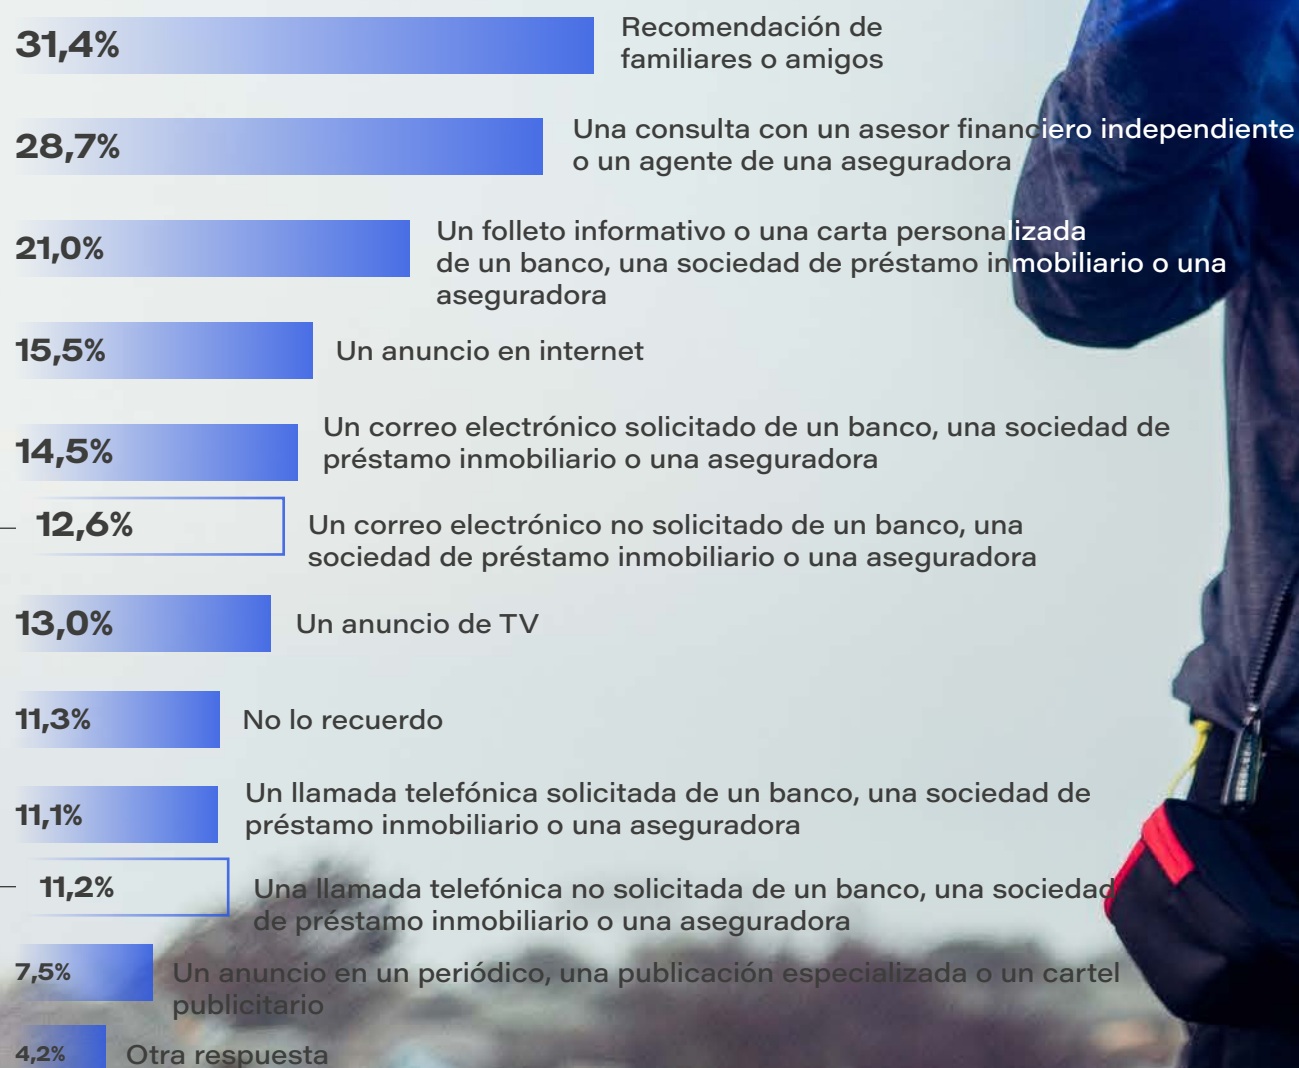 31,4%
Recomendación de
familiares o amigos
28,7%
Una consulta con un asesor financiero independiente
o un agente de una aseguradora
21,0%
Un folleto informativo o una carta personalizada
de un banco, una sociedad de préstamo inmobiliario o una
aseguradora
15,5%
Un anuncio en internet
14,5%
Un correo electrónico solicitado de un banco, una sociedad de
préstamo inmobiliario o una aseguradora
12,6%
Un correo electrónico no solicitado de un banco, una
sociedad de préstamo inmobiliario o una aseguradora
13,0%
Un anuncio de TV
11,3%
No lo recuerdo
11,1%
Un llamada telefónica solicitada de un banco, una sociedad de
préstamo inmobiliario o una aseguradora
11,2%
Una llamada telefónica no solicitada de un banco, una sociedad
de préstamo inmobiliario o una aseguradora
7,5%
Un anuncio en un periódico, una publicación especializada o un cartel
publicitario
4,2%
Otra respuesta